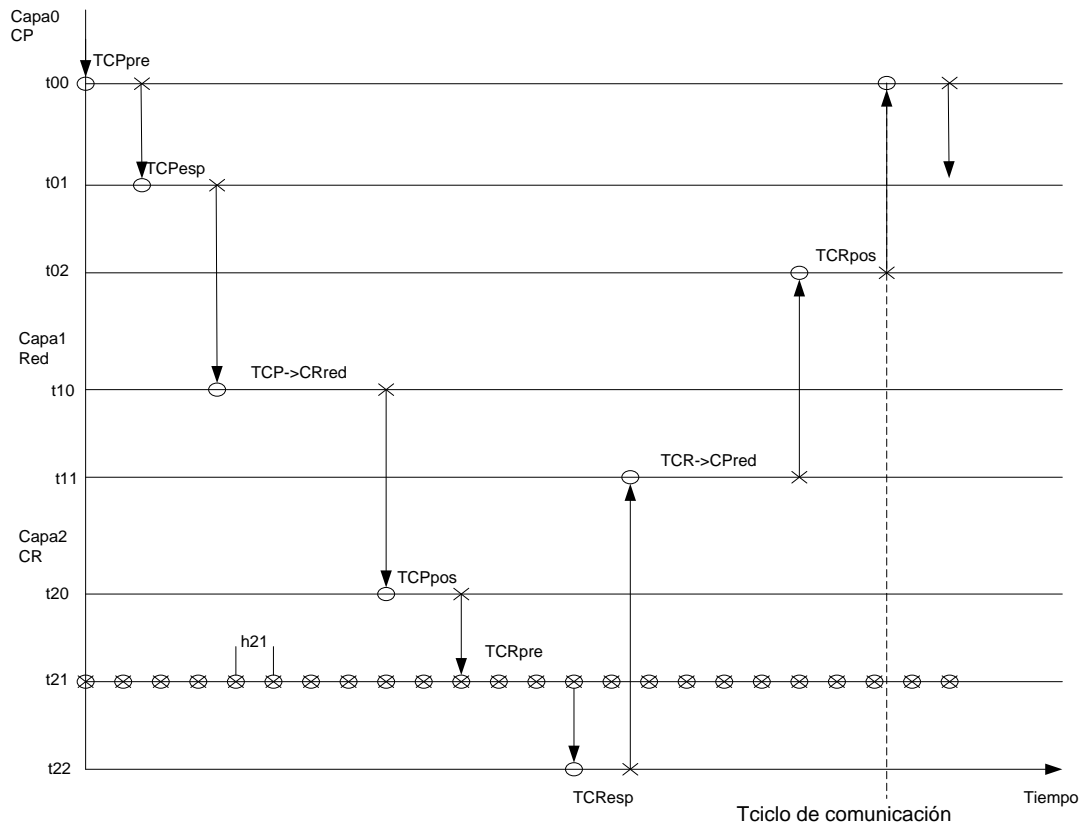 Capa0
CP
TCPpre
t00
TCPesp
t01
TCRpos
t02
Capa1
Red
TCP->CRred
t10
TCR->CPred
t11
Capa2
CR
TCPpos
t20
h21
TCRpre
t21
t22
TCResp
Tiempo
Tciclo de comunicación